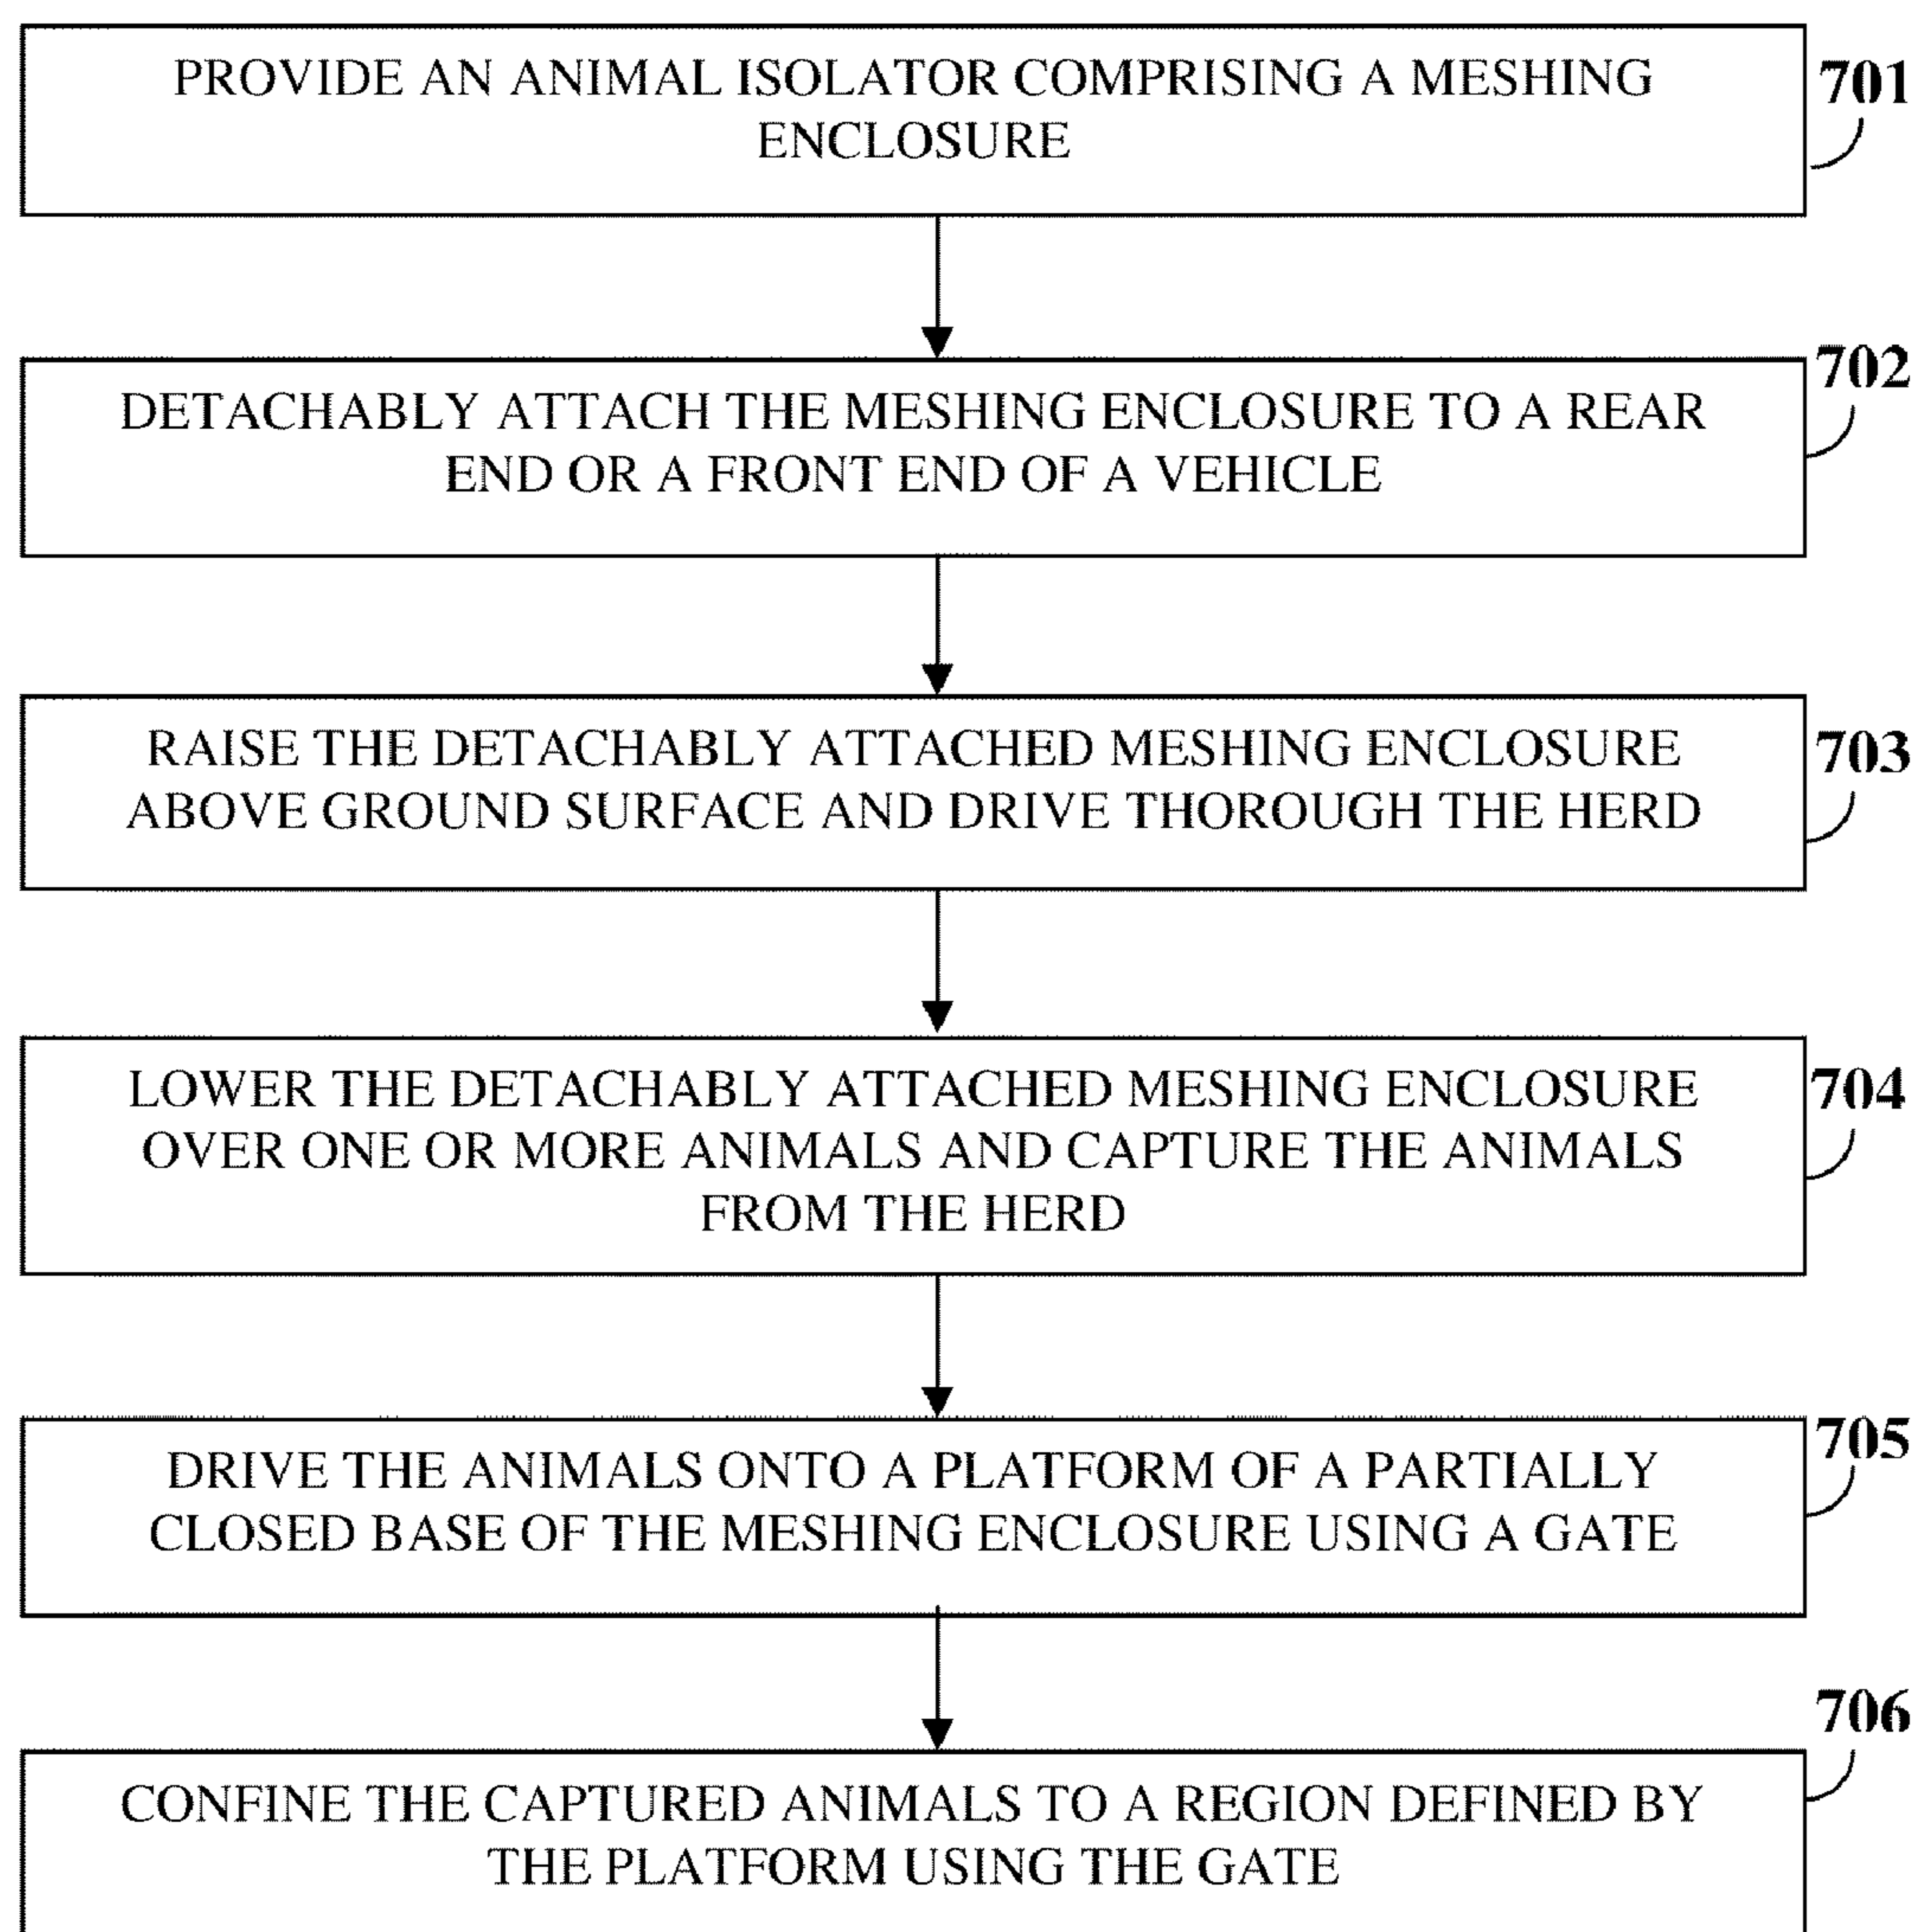 PROVIDE AN ANIMAL ISOLATOR COMPRISING A MESHING
ENCLOSURE
701
DETACHABLY ATTACH THE MESHING ENCLOSURE TO A REAR
END OR A FRONT END OF A VEHICLE
702
RAISE THE DETACHABLY ATTACHED MESHING ENCLOSURE
ABOVE GROUND SURFACE AND DRIVE THOROUGH THE HERD
703
LOWER THE DETACHABLY ATTACHED MESHING ENCLOSURE
OVER ONE OR MORE ANIMALS AND CAPTURE THE ANIMALS
FROM THE HERD
704
DRIVE THE ANIMALS ONTO A PLATFORM OF A PARTIALLY
CLOSED BASE OF THE MESHING ENCLOSURE USING A GATE
705
CONFINE THE CAPTURED ANIMALS TO A REGION DEFINED BY
THE PLATFORM USING THE GATE
706